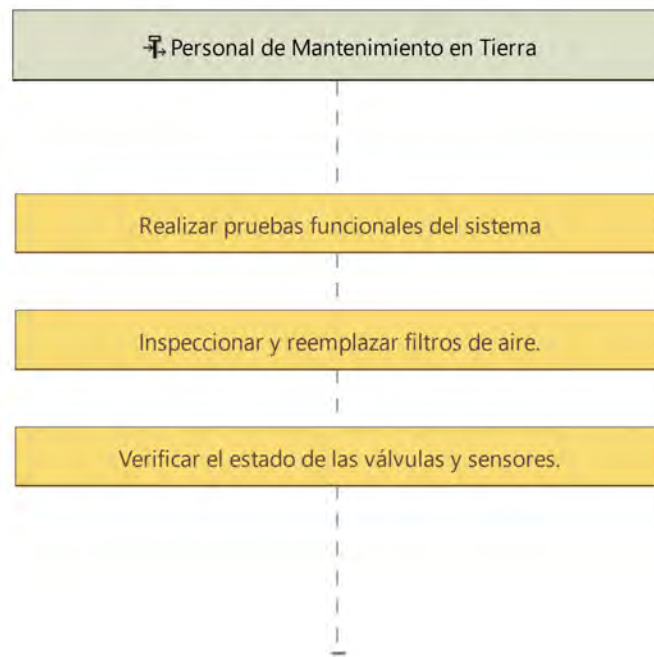 Personal de Mantenimiento en Tierra
Realizar pruebas funcionales del sistema
Inspeccionar y reemplazar filtros de aire.
Verificar el estado de las válvulas y sensores.